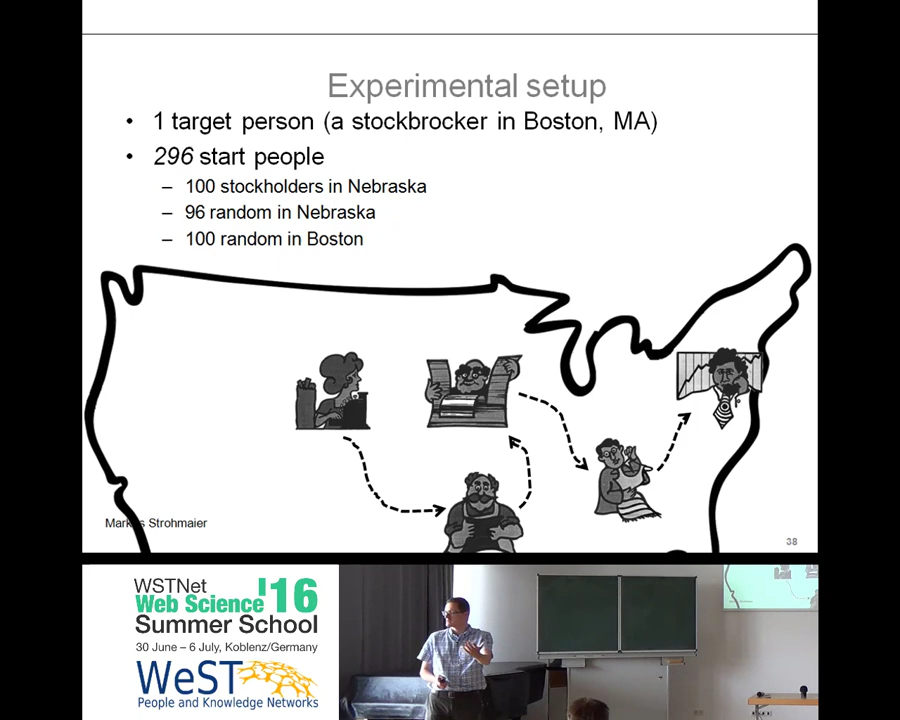 Experimental setup
• 1 target person (a stockbrocker in Boston, MA)
• 296 start people
– 100 stockholders in Nebraska
– 96 random in Nebraska
– 100 random in Boston
Markus Strohmaier
38
WSTNet
Web Science '16
Summer School
30 June – 6 July, Koblenz/Germany
WeST
People and Knowledge Networks